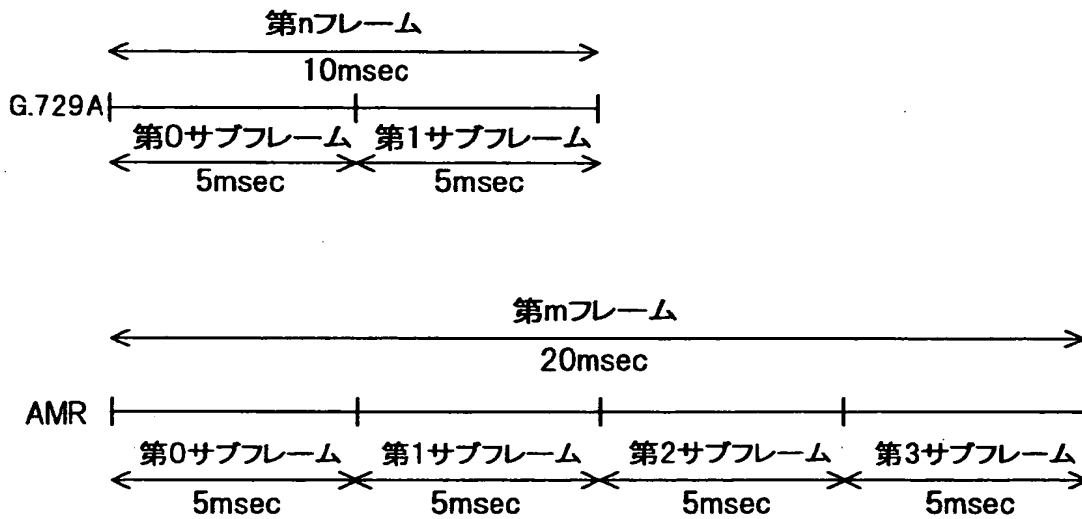 第nフレーム
10msec
G.729A
第0サブフレーム 第1サブフレーム
5msec 5msec
第mフレーム
20msec
AMR
第0サブフレーム 第1サブフレーム 第2サブフレーム 第3サブフレーム
5msec 5msec 5msec 5msec